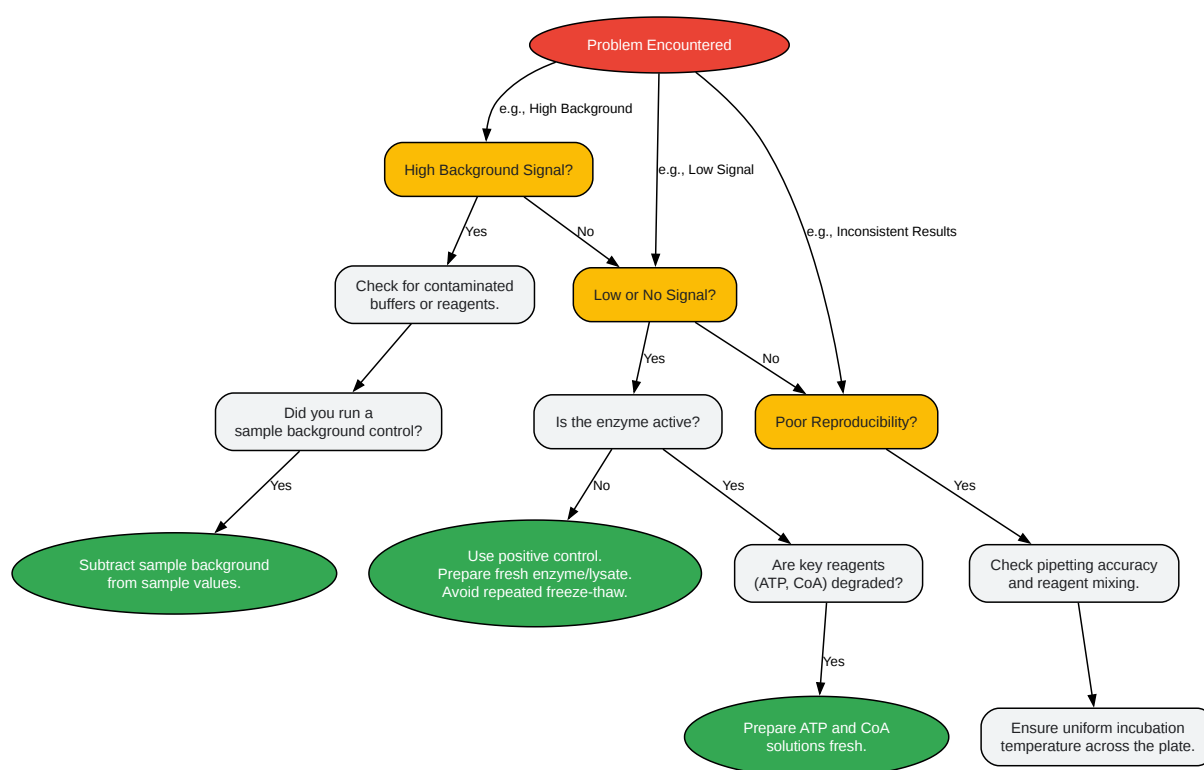 Problem Encountered
e.g., High Background
High Background Signal?
e.g., Low Signal
e.g., Inconsistent Results
Yes
No
Check for contaminated
buffers or reagents.
Low or No Signal?
Yes
No
Did you run a
sample background control?
Is the enzyme active?
Poor Reproducibility?
Yes
No
Yes
Yes
Subtract sample background
from sample values.
Use positive control.
Prepare fresh enzyme/lysate.
Avoid repeated freeze-thaw.
Are key reagents
(ATP, CoA) degraded?
Check pipetting accuracy
and reagent mixing.
Yes
Prepare ATP and CoA
solutions fresh.
Ensure uniform incubation
temperature across the plate.